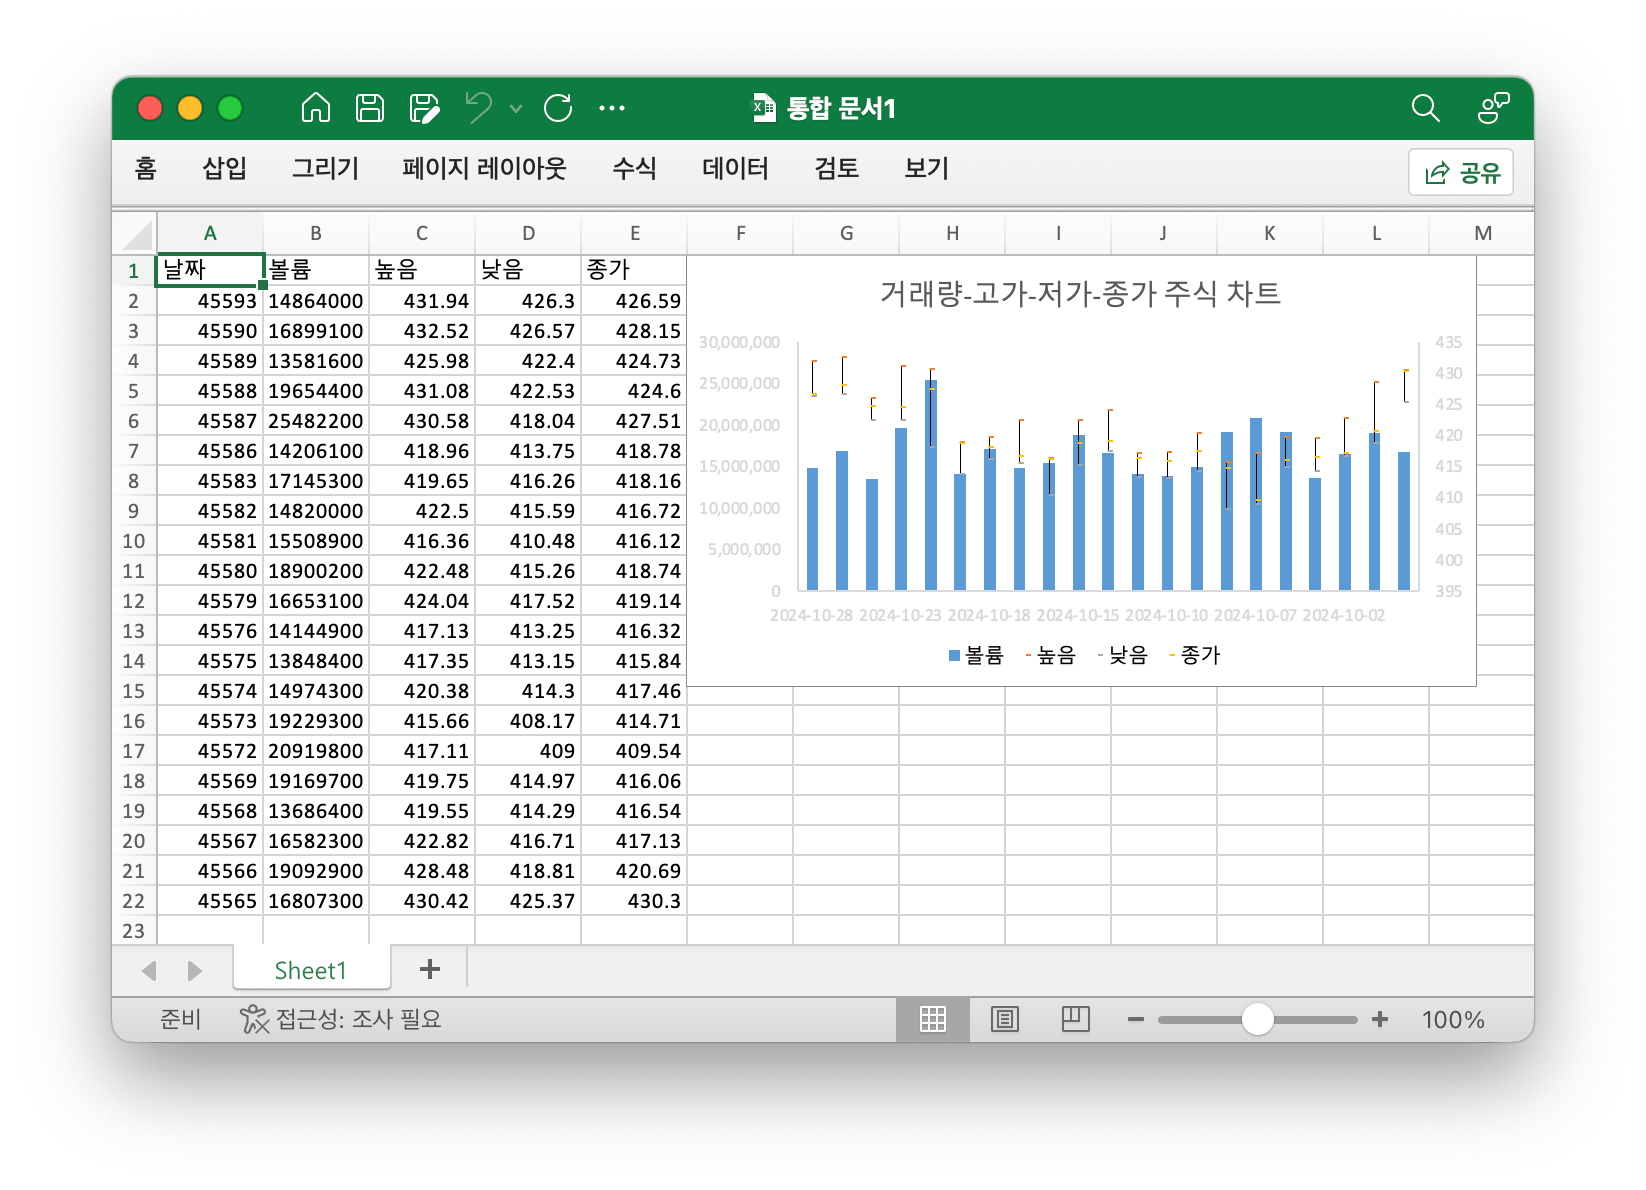 통합 문서1
홈 삽입 그리기 페이지 레이아웃 수식 데이터 검토 보기 공유
A B C D E F G H I J K L M
1 날짜 볼륨 높음 낮음 종가
2 45593 14864000 431.94 426.3 426.59
3 45590 16899100 432.52 426.57 428.15
4 45589 13581600 425.98 422.4 424.73
5 45588 19654400 431.08 422.53 424.6
6 45587 25482200 430.58 418.04 427.51
7 45586 14206100 418.96 413.75 418.78
8 45583 17145300 419.65 416.26 418.16
9 45582 14820000 422.5 415.59 416.72
10 45581 15508900 416.36 410.48 416.12
11 45580 18900200 422.48 415.26 418.74
12 45579 16653100 424.04 417.52 419.14
13 45576 14144900 417.13 413.25 416.32
14 45575 13848400 417.35 413.15 415.84
15 45574 14974300 420.38 414.3 417.46
16 45573 19229300 415.66 408.17 414.71
17 45572 20919800 417.11 409 409.54
18 45569 19169700 419.75 414.97 416.06
19 45568 13686400 419.55 414.29 416.54
20 45567 16582300 422.82 416.71 417.13
21 45566 19092900 428.48 418.81 420.69
22 45565 16807300 430.42 425.37 430.3
23
거래량-고가-저가-종가 주식 차트
30,000,000 435
25,000,000 430
20,000,000 425
15,000,000 420
10,000,000 415
5,000,000 410
0 405
400
395
2024-10-28 2024-10-23 2024-10-18 2024-10-15 2024-10-10 2024-10-07 2024-10-02
볼륨 높음 낮음 종가
Sheet1
준비 접근성: 조사 필요 100%